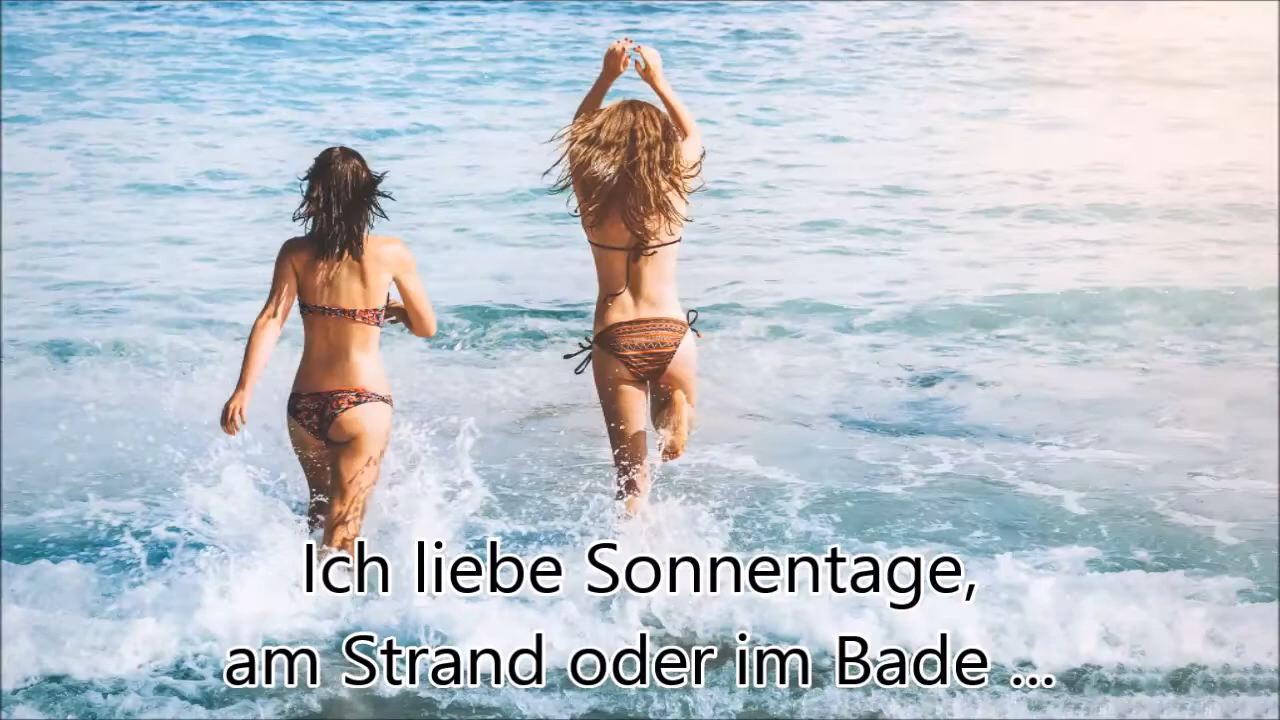 Ich liebe Sonnentage,
am Strand oder im Bade ...